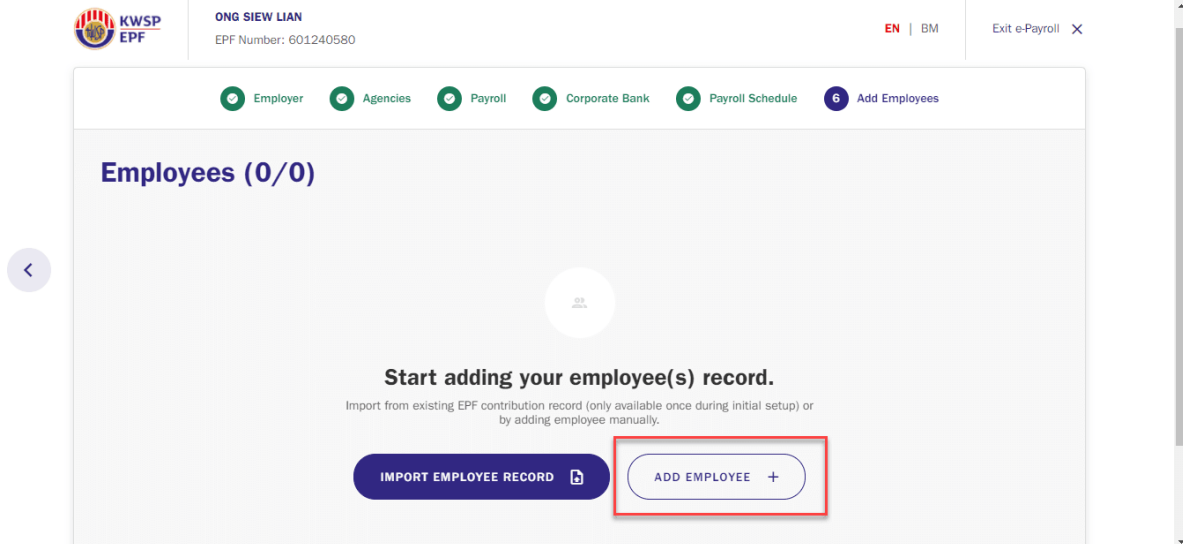 KWSP
EPF
ONG SIEW LIAN
EPF Number: 601240580
EN | BM
Exit e-Payroll
Employer
Agencies
Payroll
Corporate Bank
Payroll Schedule
6 Add Employees
Employees (0/0)
Start adding your employee(s) record.
Import from existing EPF contribution record (only available once during initial setup) or
by adding employee manually.
IMPORT EMPLOYEE RECORD
ADD EMPLOYEE +